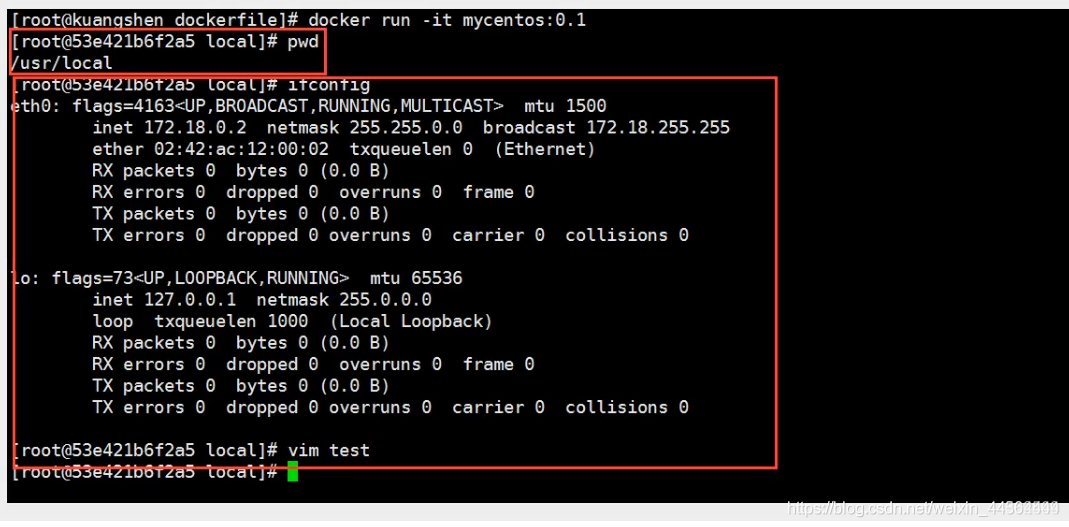 [root@kuangshen dockerfile]# docker run -it mycentos:0.1
[root@53e421b6f2a5 local]# pwd
/usr/local
[root@53e421b6f2a5 local]# ifconfig
eth0: flags=4163<UP,BROADCAST,RUNNING,MULTICAST>  mtu 1500
        inet 172.18.0.2  netmask 255.255.0.0  broadcast 172.18.255.255
        ether 02:42:ac:12:00:02  txqueuelen 0  (Ethernet)
        RX packets 0  bytes 0 (0.0 B)
        RX errors 0  dropped 0  overruns 0  frame 0
        TX packets 0  bytes 0 (0.0 B)
        TX errors 0  dropped 0 overruns 0  carrier 0  collisions 0
lo: flags=73<UP,LOOPBACK,RUNNING>  mtu 65536
        inet 127.0.0.1  netmask 255.0.0.0
        loop  txqueuelen 1000  (Local Loopback)
        RX packets 0  bytes 0 (0.0 B)
        RX errors 0  dropped 0  overruns 0  frame 0
        TX packets 0  bytes 0 (0.0 B)
        TX errors 0  dropped 0 overruns 0  carrier 0  collisions 0
[root@53e421b6f2a5 local]# vim test
[root@53e421b6f2a5 local]#